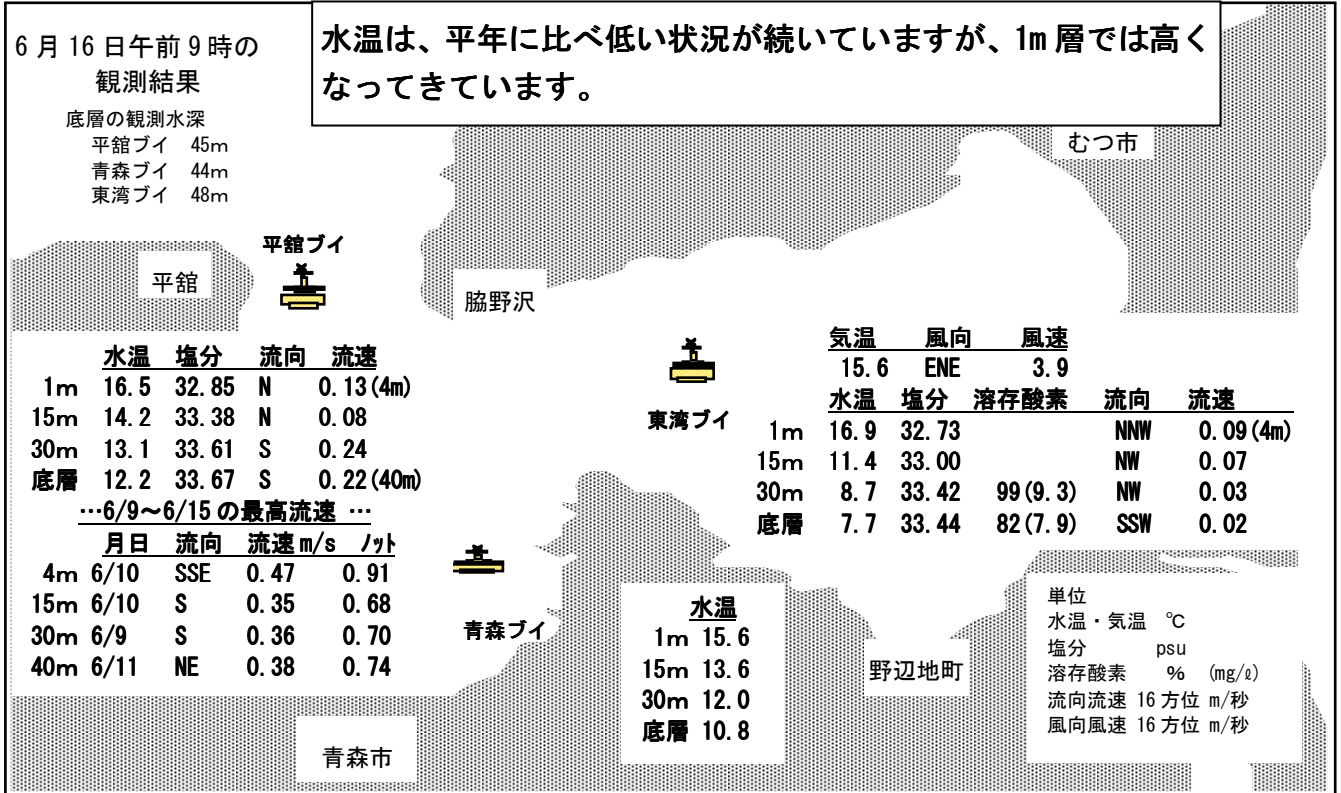 6月16日午前9時の
観測結果
底層の観測水深
平舘ブイ 45m
青森ブイ 44m
東湾ブイ 48m
水温は、平年に比べ低い状況が続いていますが、1m層では高く
なってきています。
むつ市
平舘ブイ
平舘
脇野沢
水温 塩分 流向 流速
1m 16.5 32.85 N 0.13(4m)
15m 14.2 33.38 N 0.08
30m 13.1 33.61 S 0.24
底層 12.2 33.67 S 0.22(40m)
…6/9～6/15の最高流速 …
月日 流向 流速m/s ノット
4m 6/10 SSE 0.47 0.91
15m 6/10 S 0.35 0.68
30m 6/9 S 0.36 0.70
40m 6/11 NE 0.38 0.74
東湾ブイ
気温 風向 風速
15.6 ENE 3.9
水温 塩分 溶存酸素 流向 流速
1m 16.9 32.73 NNW 0.09(4m)
15m 11.4 33.00 NW 0.07
30m 8.7 33.42 99(9.3) NW 0.03
底層 7.7 33.44 82(7.9) SSW 0.02
青森ブイ
水温
1m 15.6
15m 13.6
30m 12.0
底層 10.8
野辺地町
青森市
単位
水温・気温 ℃
塩分 psu
溶存酸素 % (mg/ℓ)
流向流速 16方位 m/秒
風向風速 16方位 m/秒